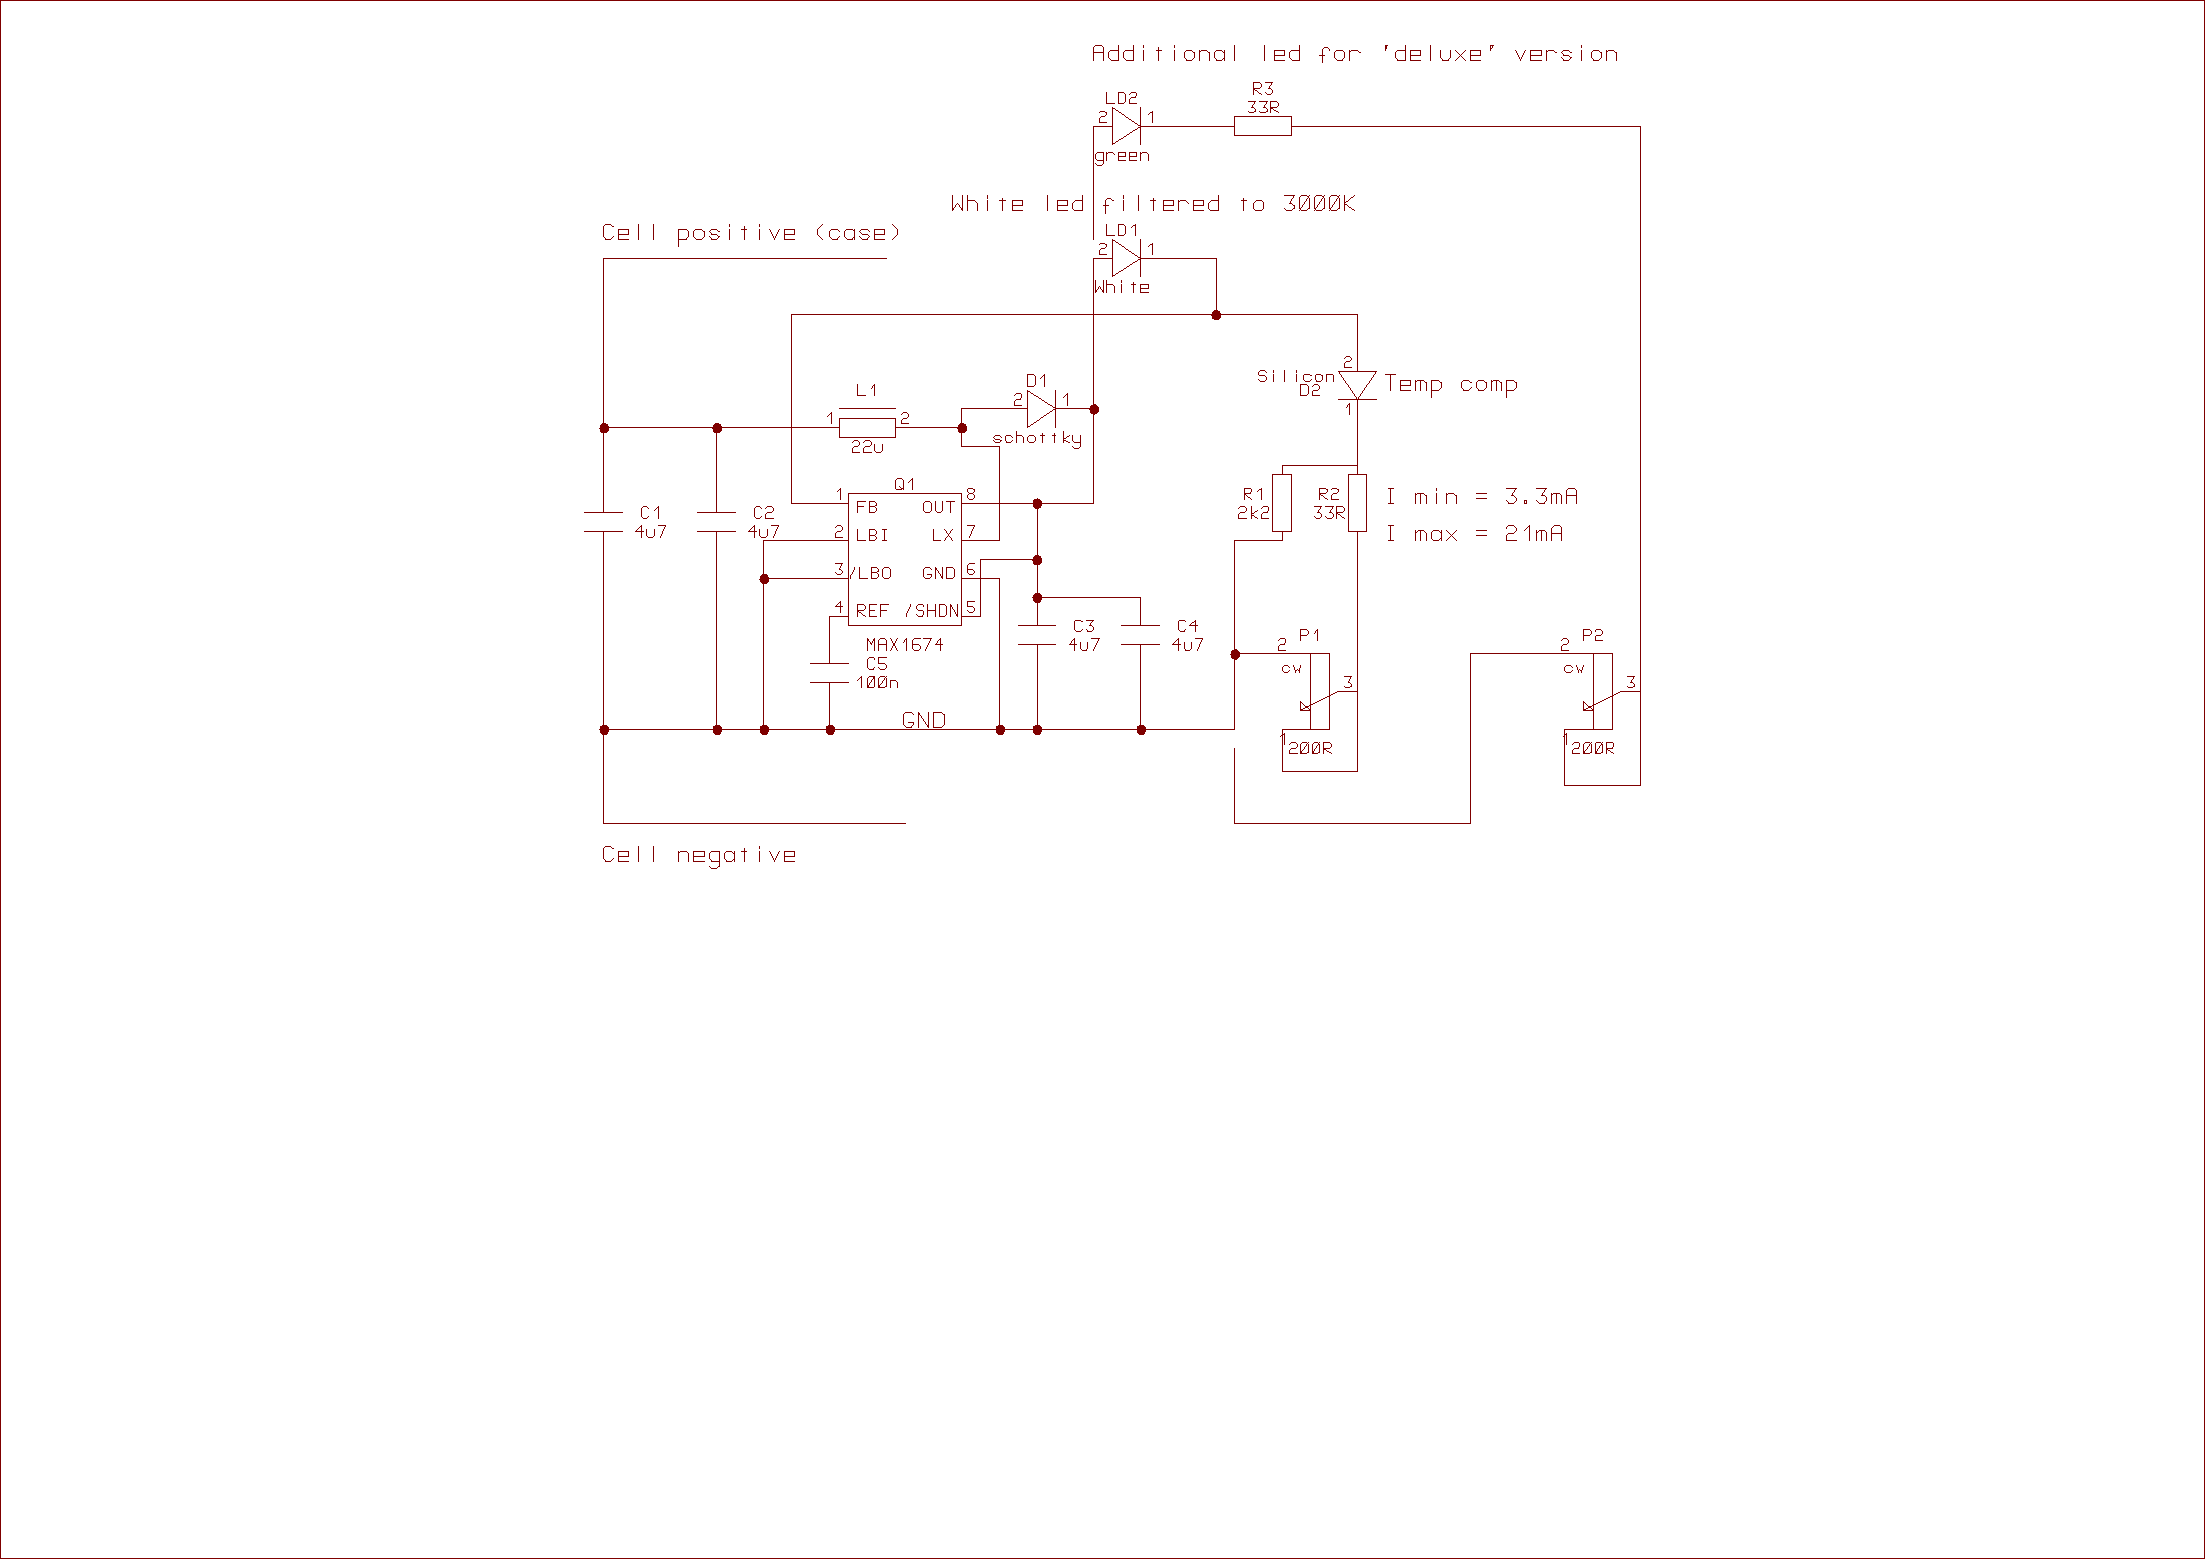 Additional led for 'deluxe' version
R3
LD2
33R
2 1
green
White led filtered to 3000K
Cell positive (case)
LD1
2 1
White
2
Silicon
D2
Temp comp
1
L1
D1
1 2
2 1
22u
schottky
Q1
1 FB OUT 8
R1
2k2
R2
33R
I min = 3.3mA
I max = 21mA
C1
4u7
C2
4u7
2 LBI LX 7
3 /LBO GND 6
4 REF /SHDN 5
MAX1674
C3
4u7
C4
4u7
C5
100n
P1
2
cw
3
1
200R
P2
2
cw
3
1
200R
GND
Cell negative